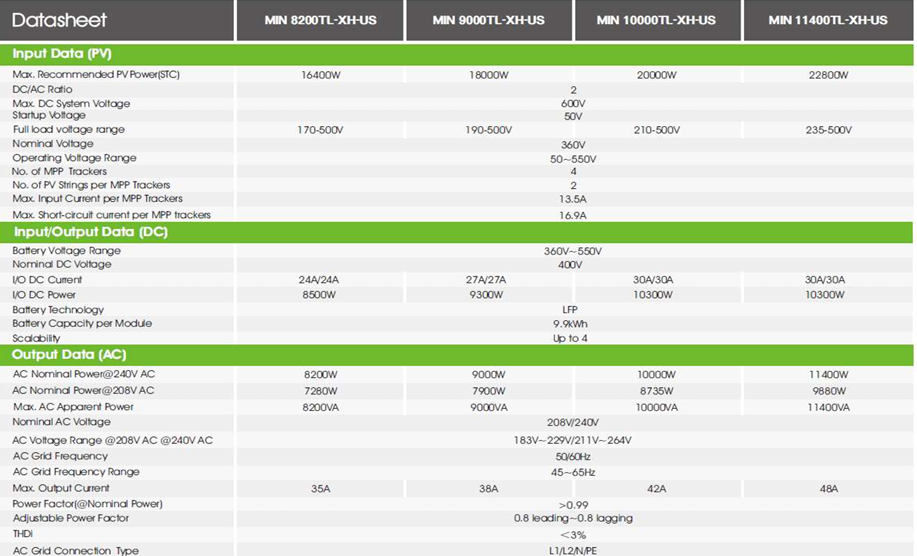 Datasheet MIN 8200TL-XH-US MIN 9000TL-XH-US MIN 10000TL-XH-US MIN 11400TL-XH-US
Input Data (PV)
Max. Recommended PV Power(STC) 16400W 18000W 20000W 22800W
DC/AC Ratio 2
Max. DC System Voltage 600V
Startup Voltage 50V
Full load voltage range 170-500V 190-500V 210-500V 235-500V
Nominal Voltage 360V
Operating Voltage Range 50~550V
No. of MPP Trackers 4
No. of PV Strings per MPP Trackers 2
Max. Input Current per MPP Trackers 13.5A
Max. Short-circuit current per MPP trackers 16.9A
Input/Output Data (DC)
Battery Voltage Range 360V~550V
Nominal DC Voltage 400V
I/O DC Current 24A/24A 27A/27A 30A/30A 30A/30A
I/O DC Power 8500W 9300W 10300W 10300W
Battery Technology LFP
Battery Capacity per Module 9.9kWh
Scalability Up to 4
Output Data (AC)
AC Nominal Power@240V AC 8200W 9000W 10000W 11400W
AC Nominal Power@208V AC 7280W 7900W 8735W 9880W
Max. AC Apparent Power 8200VA 9000VA 10000VA 11400VA
Nominal AC Voltage 208V/240V
AC Voltage Range @208V AC @240V AC 183V~229V/211V~264V
AC Grid Frequency 50/60Hz
AC Grid Frequency Range 45~65Hz
Max. Output Current 35A 38A 42A 48A
Power Factor(@Nominal Power) >0.99
Adjustable Power Factor 0.8 leading~0.8 lagging
THDi <3%
AC Grid Connection Type L1/L2/N/PE